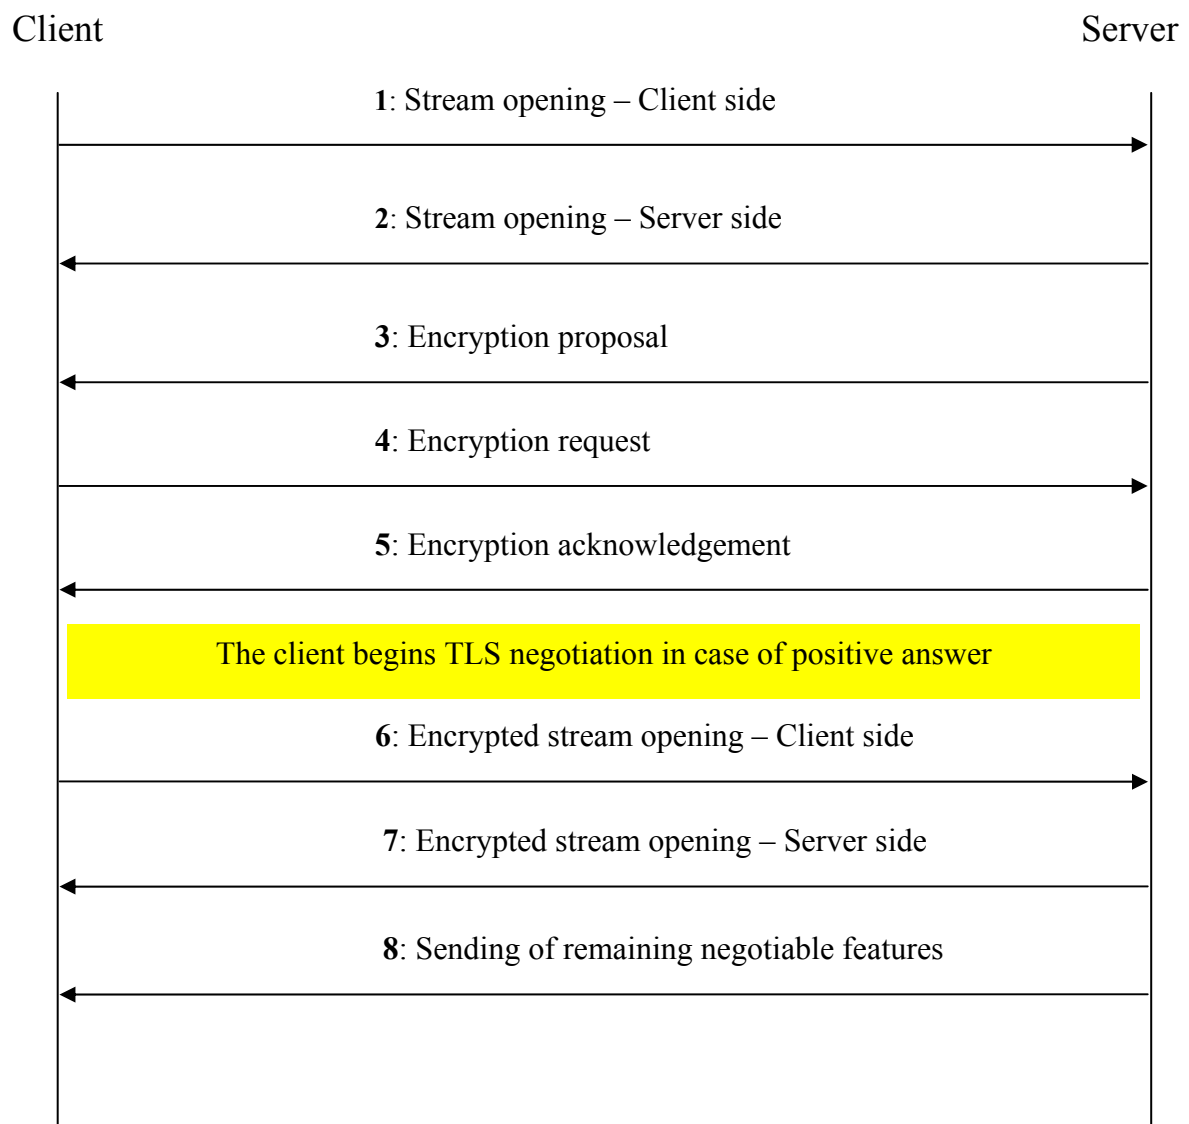 Client
Server
1: Stream opening – Client side
2: Stream opening – Server side
3: Encryption proposal
4: Encryption request
5: Encryption acknowledgement
The client begins TLS negotiation in case of positive answer
6: Encrypted stream opening – Client side
7: Encrypted stream opening – Server side
8: Sending of remaining negotiable features